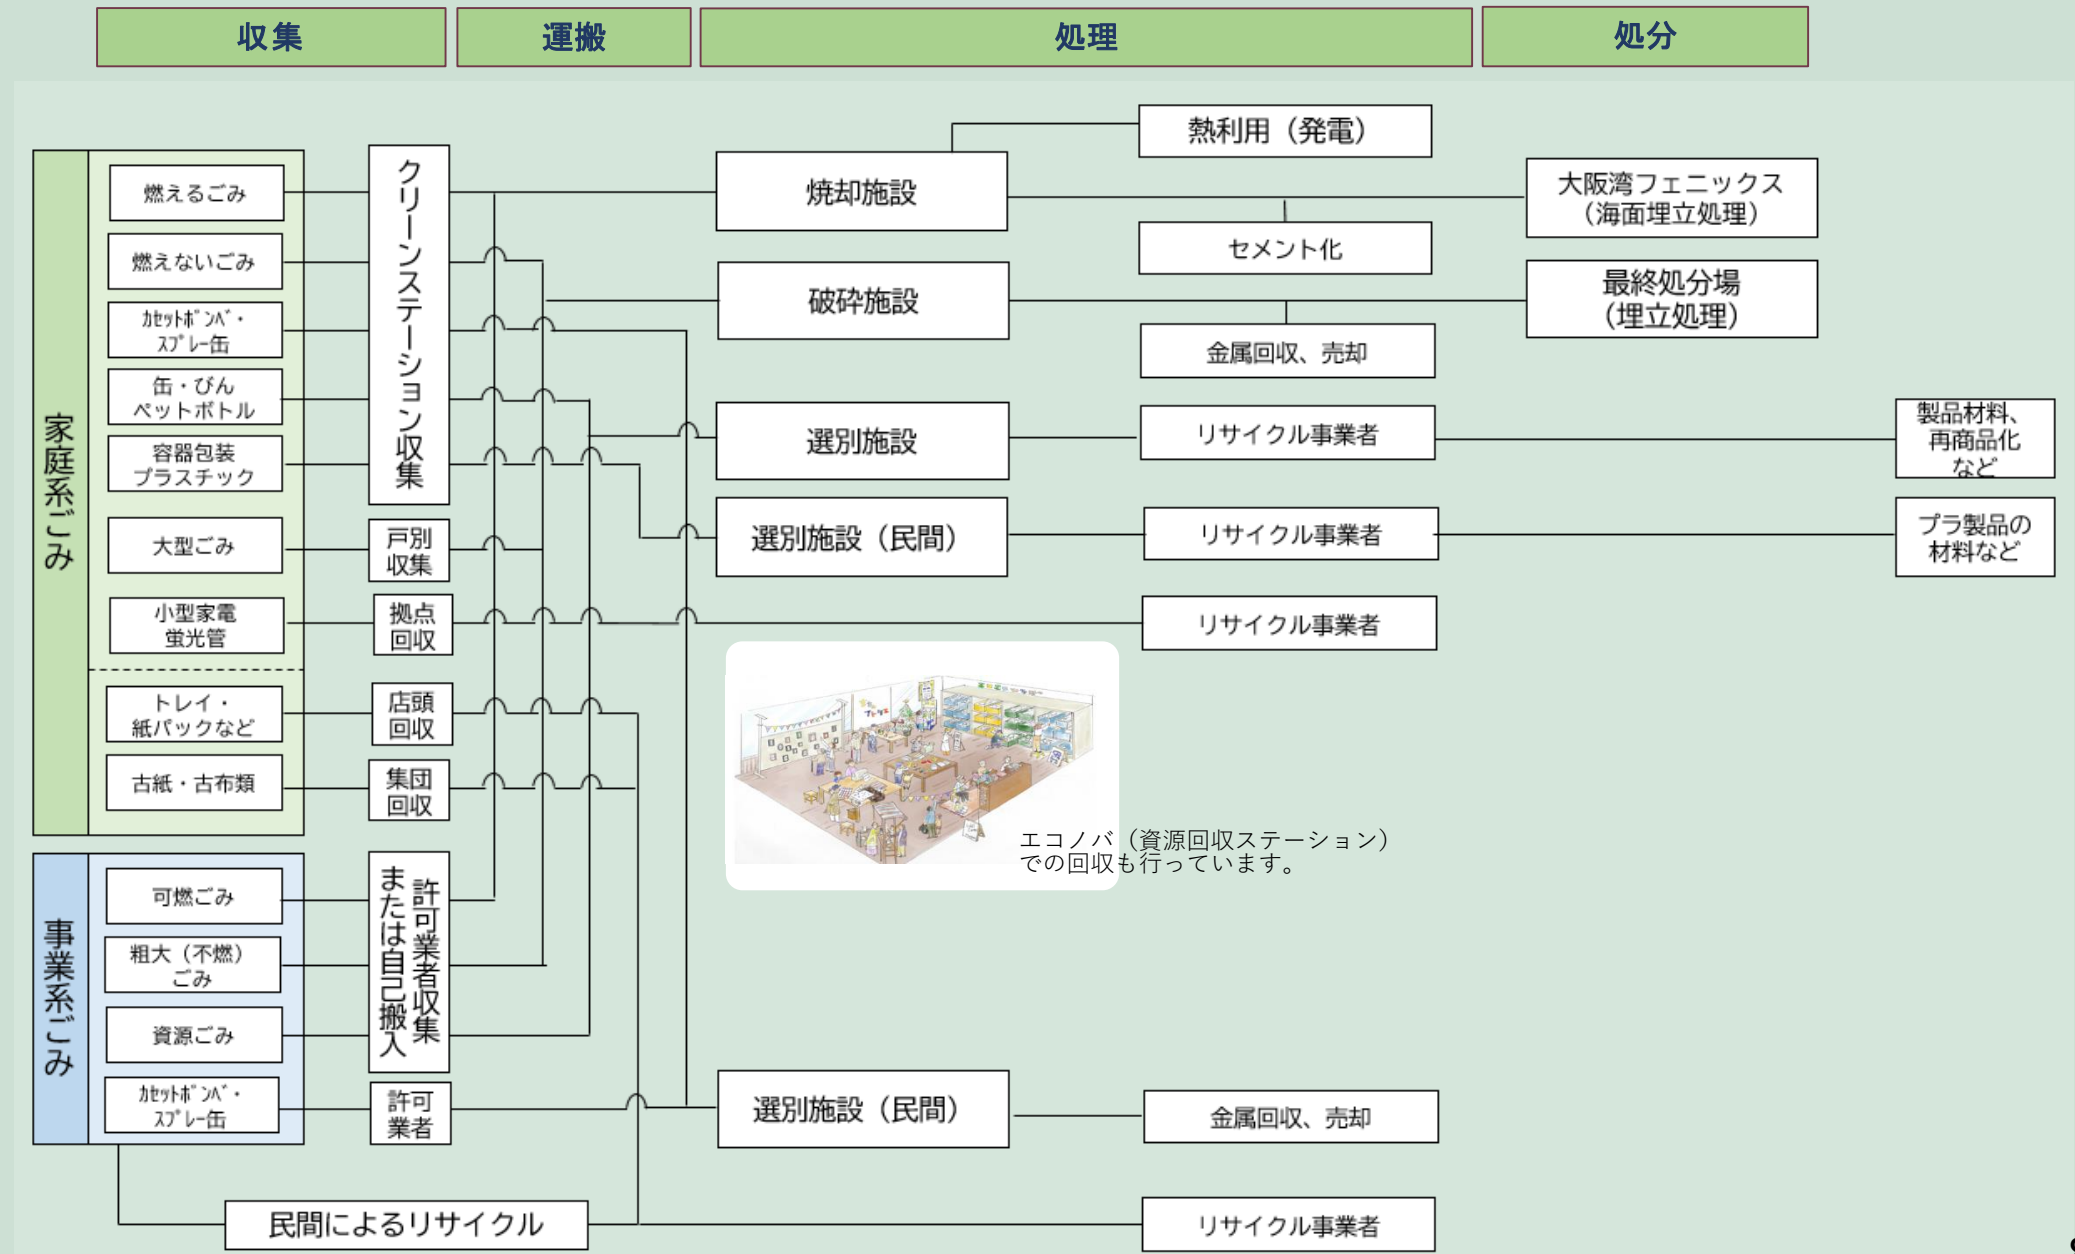 収集
運搬
処理
処分
家庭系ごみ
燃えるごみ
燃えないごみ
ｶｾｯﾄﾎﾞﾝﾍﾞ・
ｽﾌﾟﾚｰ缶
缶・びん
ペットボトル
容器包装
プラスチック
大型ごみ
小型家電
蛍光管
トレイ・
紙パックなど
古紙・古布類
クリーンステーション収集
戸別
収集
拠点
回収
店頭
回収
集団
回収
焼却施設
熱利用（発電）
セメント化
大阪湾フェニックス
（海面埋立処理）
破砕施設
金属回収、売却
最終処分場
（埋立処理）
選別施設
リサイクル事業者
製品材料、
再商品化
など
選別施設（民間）
リサイクル事業者
プラ製品の
材料など
リサイクル事業者
エコノバ（資源回収ステーション）
での回収も行っています。
事業系ごみ
可燃ごみ
粗大（不燃）
ごみ
資源ごみ
ｶｾｯﾄﾎﾞﾝﾍﾞ・
ｽﾌﾟﾚｰ缶
許可業者収集
または自己搬入
許可
業者
選別施設（民間）
金属回収、売却
民間によるリサイクル
リサイクル事業者